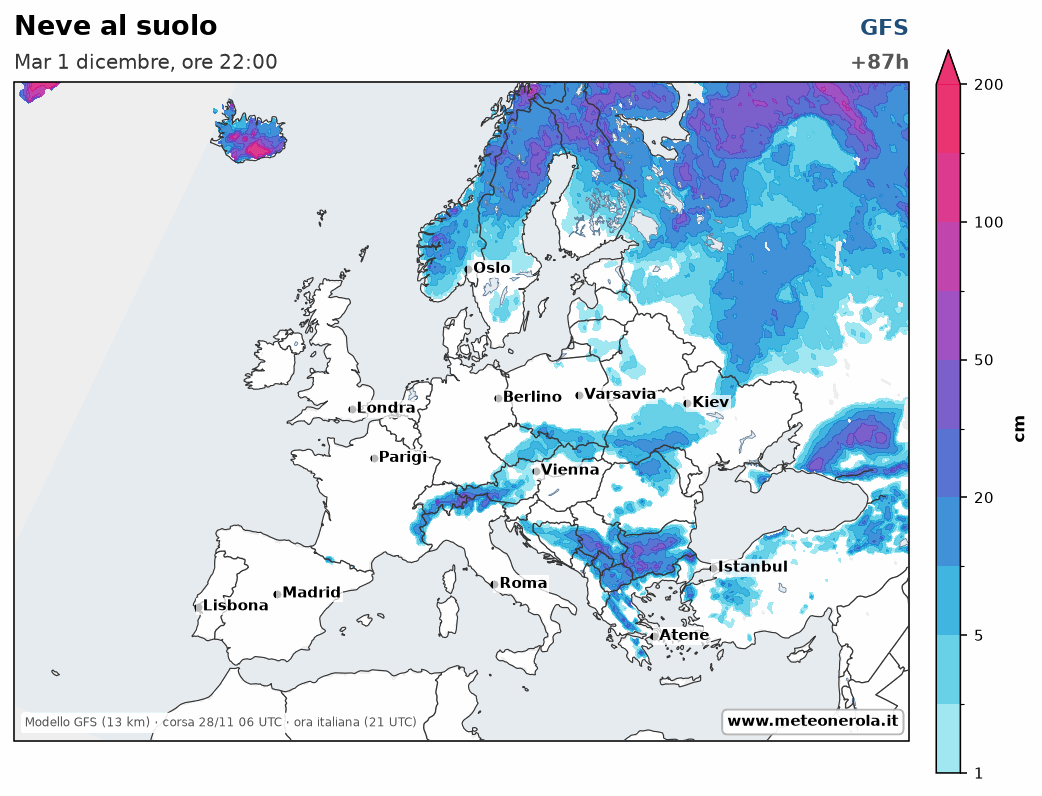 Neve al suolo
GFS
Mar 1 dicembre, ore 22:00
+87h
200
100
50
20
5
1
cm
Oslo
Londra
Berlino
Varsavia
Kiev
Parigi
Vienna
Istanbul
Roma
Madrid
Lisbona
Atene
Modello GFS (13 km) · corsa 28/11 06 UTC · ora italiana (21 UTC)
www.meteonerola.it